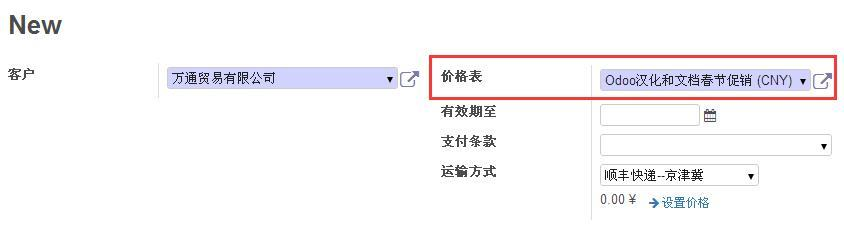 New
客户 万通贸易有限公司
价格表 Odoo汉化和文档春节促销 (CNY)
有效期至
支付条款
运输方式 顺丰快递--京津冀
0.00 ¥ 设置价格